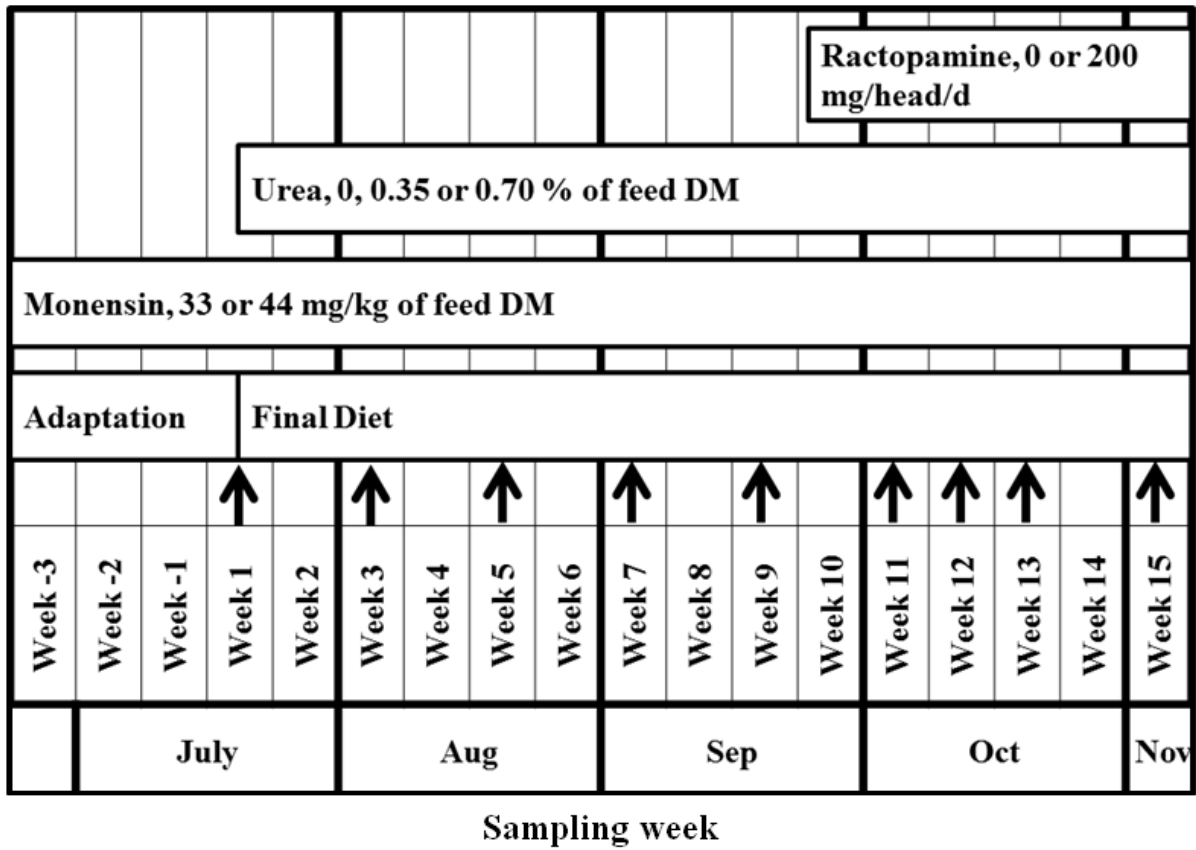 Ractopamine, 0 or 200
mg/head/d
Urea, 0, 0.35 or 0.70 % of feed DM
Monensin, 33 or 44 mg/kg of feed DM
Adaptation
Final Diet
Week -3
Week -2
Week -1
Week 1
Week 2
Week 3
Week 4
Week 5
Week 6
Week 7
Week 8
Week 9
Week 10
Week 11
Week 12
Week 13
Week 14
Week 15
July
Aug
Sep
Oct
Nov
Sampling week